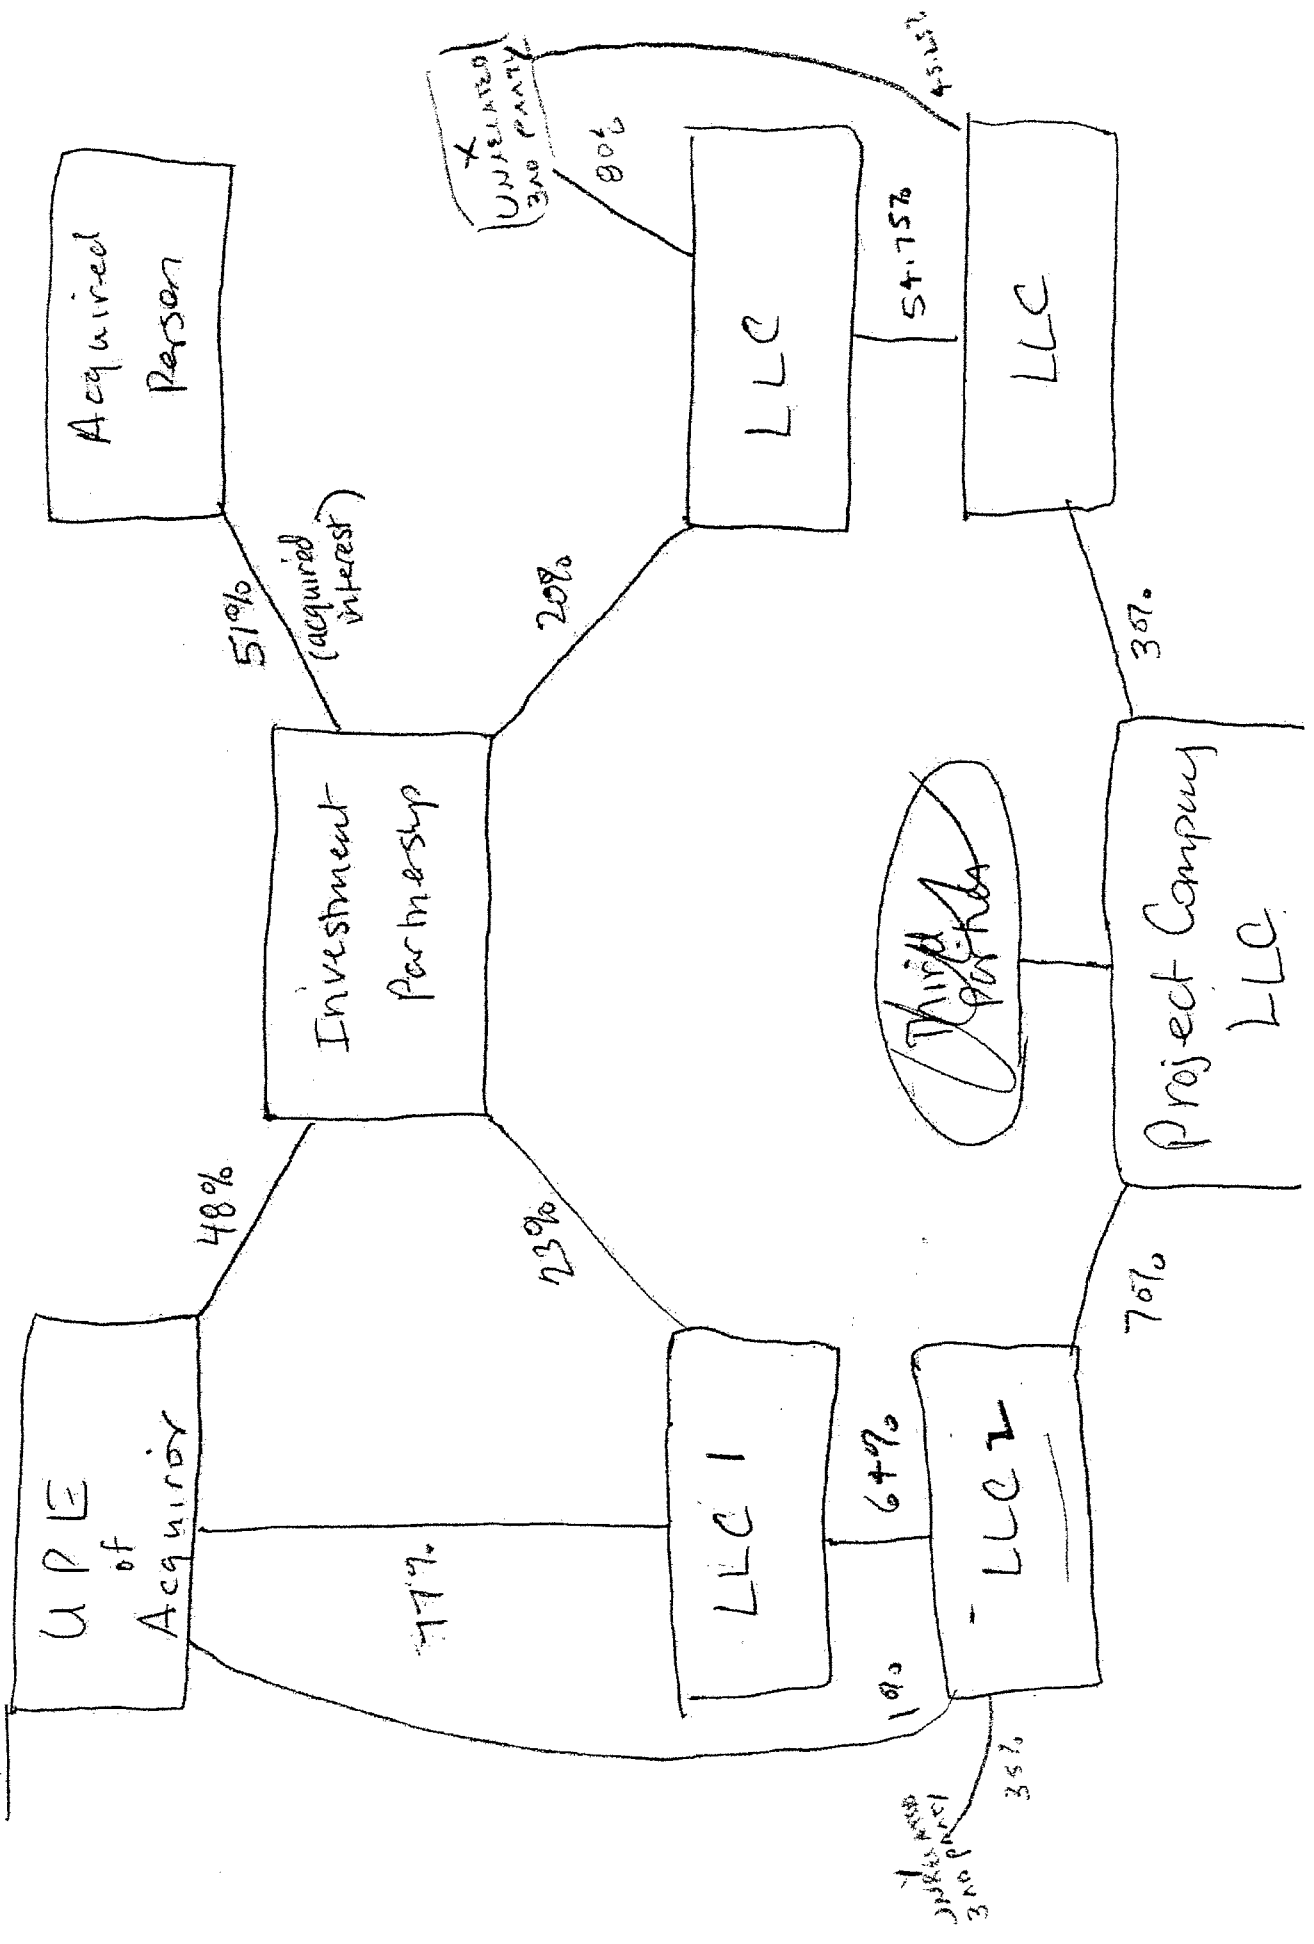 UPE
of
Acquiror
Acquired
Person
48%
51%
(acquired
interest)
Investment
Partnership
X
UNRELATED
3RD PARTY
77%
23%
20%
80%
LLC 1
LLC
1%
64%
54.75%
45.25%
Y
UNRELATED
3RD PARTY
35%
LLC 2
Third
parties
LLC
70%
30%
Project Company
LLC